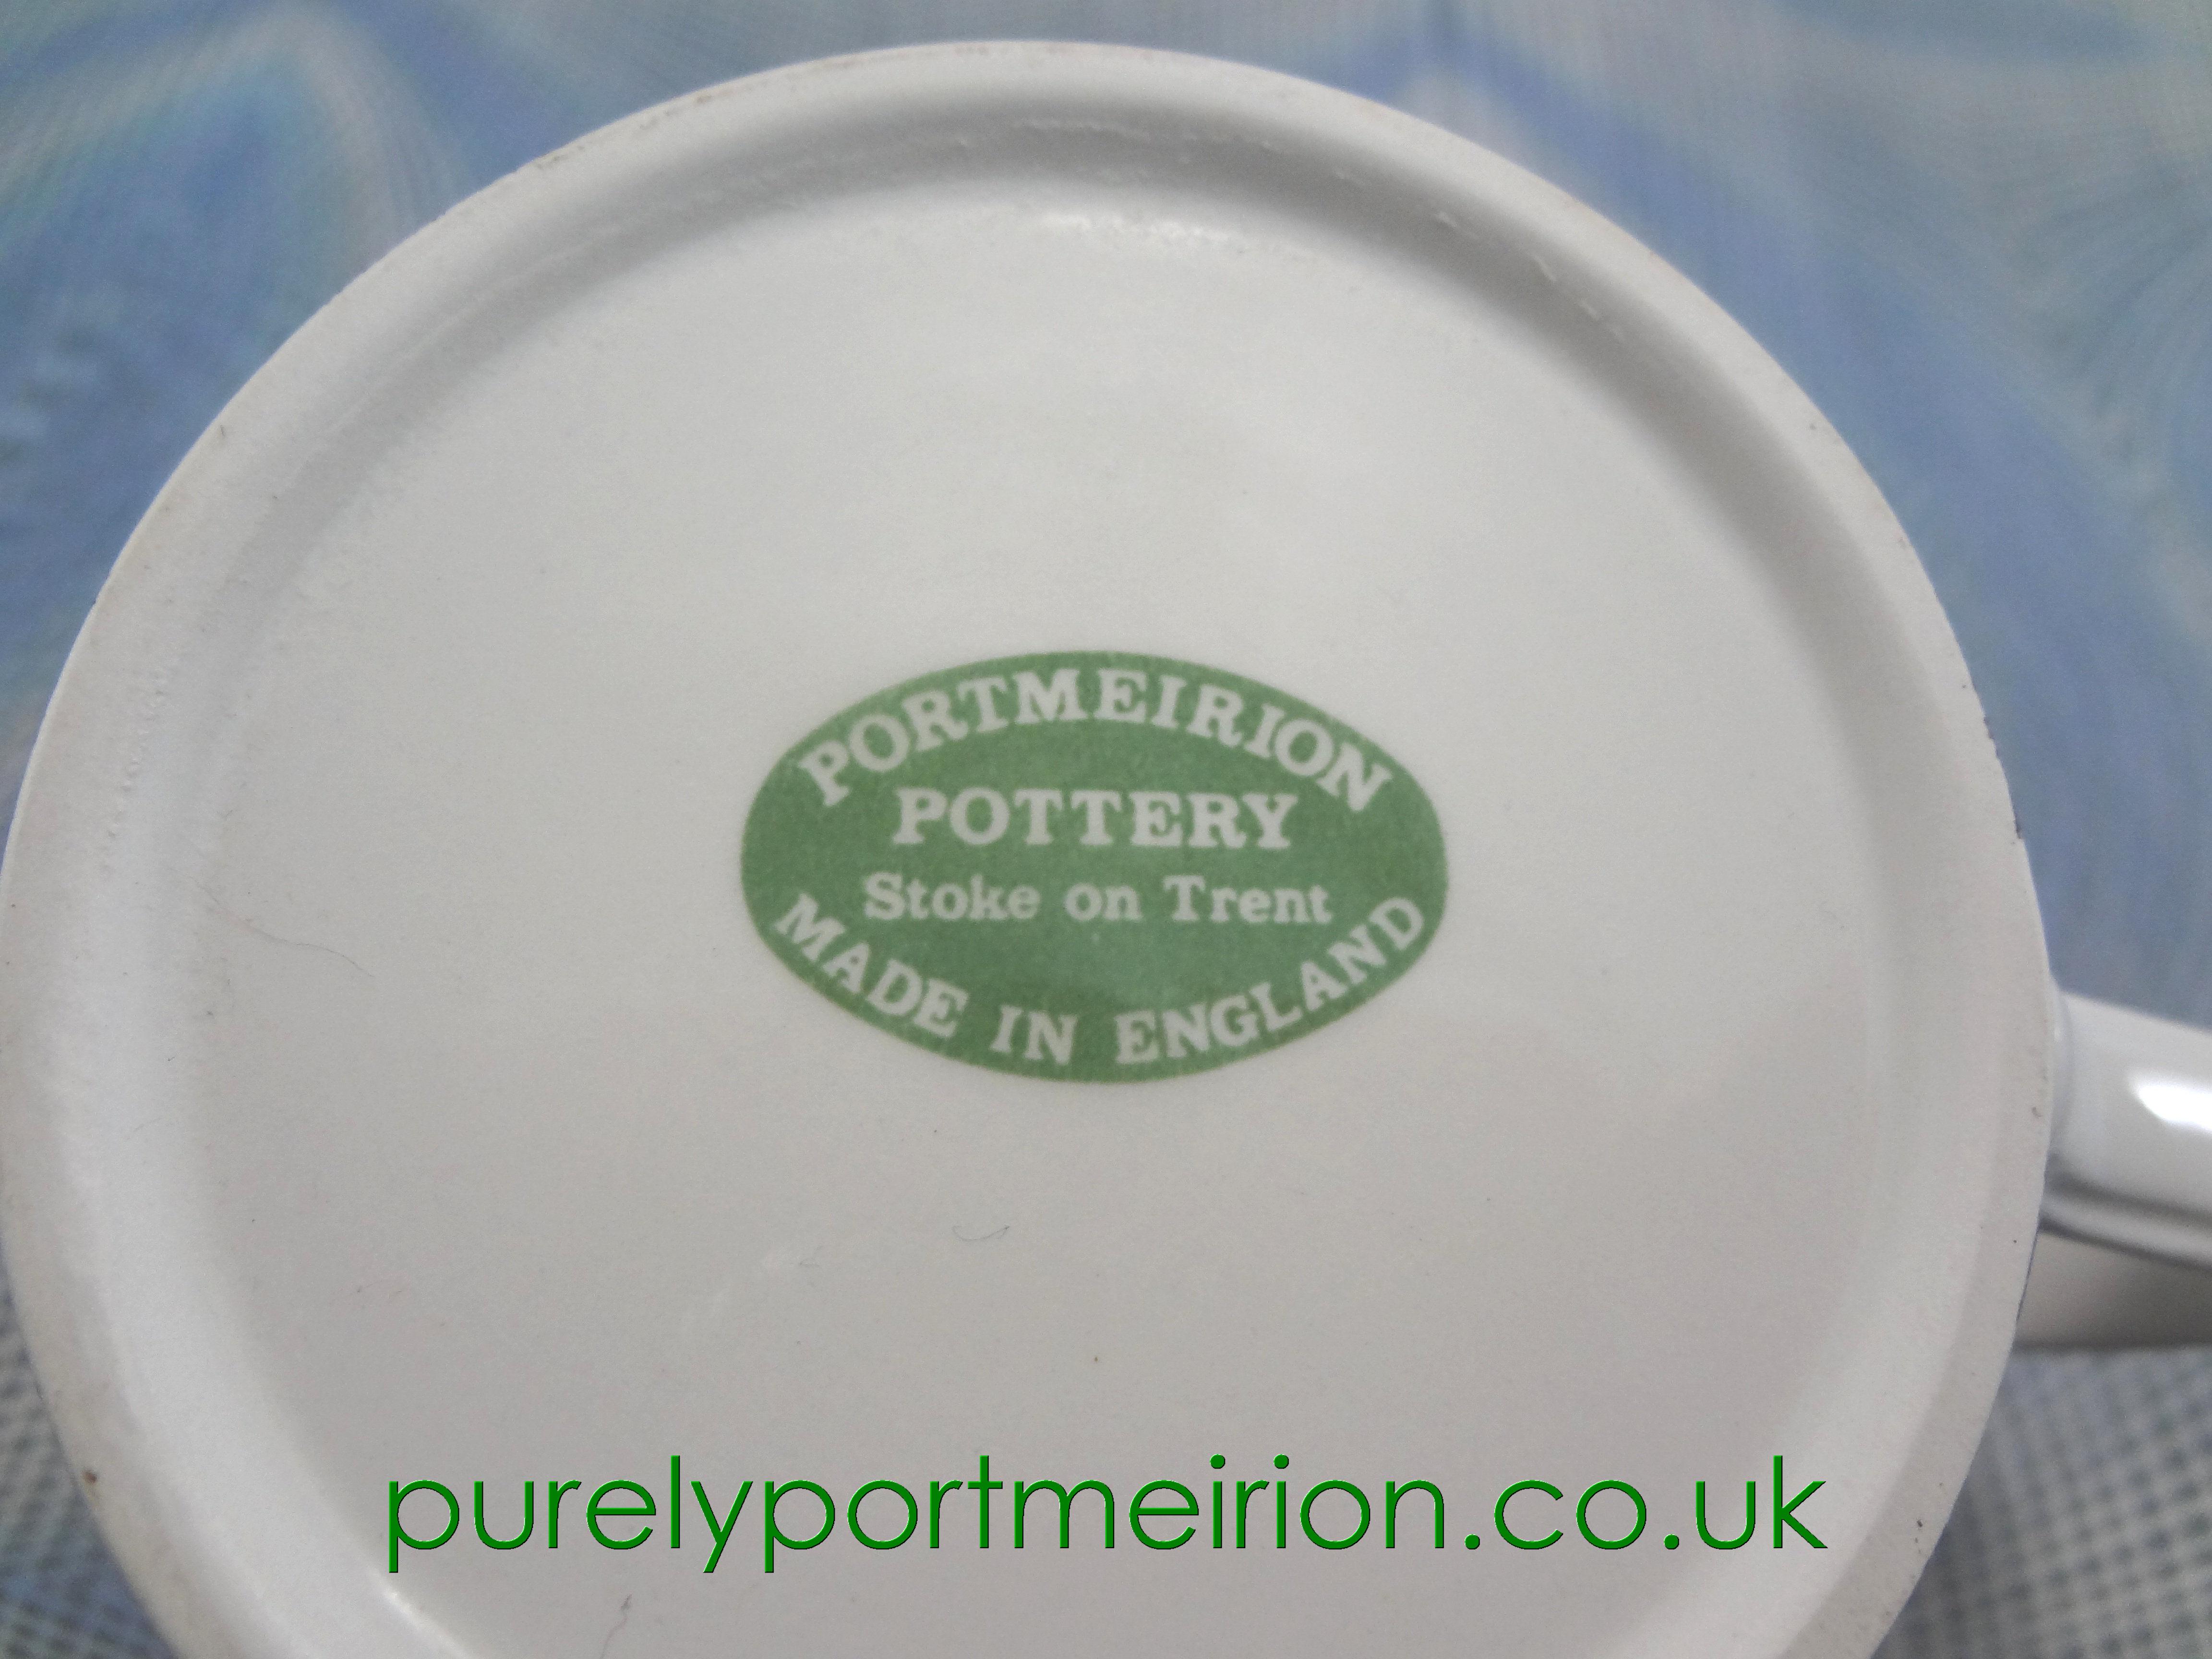 PORTMEIRION
POTTERY
Stoke on Trent
MADE IN ENGLAND
purelyportmeirion.co.uk